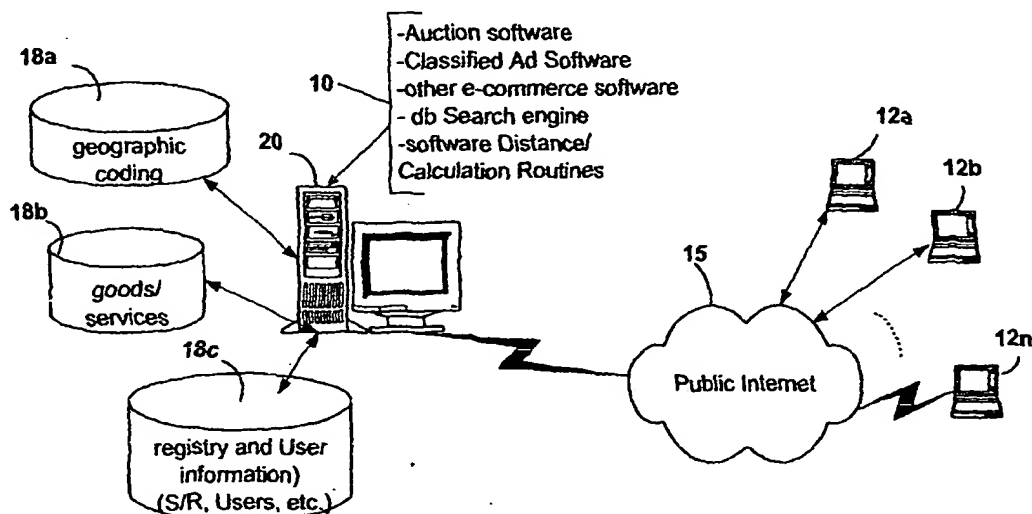 -Auction software
-Classified Ad Software
-other e-commerce software
- db Search engine
-software Distance/
Calculation Routines
10
18a
geographic
coding
20
18b
goods/
services
18c
registry and User
information)
(S/R, Users, etc.)
15
Public Internet
12a
12b
12n